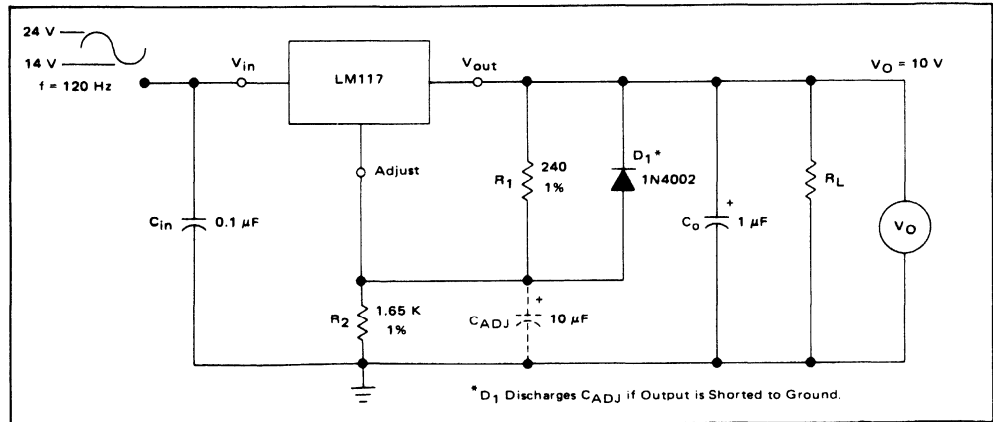 24 V
14 V
f = 120 Hz
Vin
LM117
Vout
VO = 10 V
Adjust
Cin
0.1 µF
R1
240
1%
D1*
1N4002
+
Co
1 µF
RL
VO
R2
1.65 K
1%
+
CADJ
10 µF
*D1 Discharges CADJ if Output is Shorted to Ground.